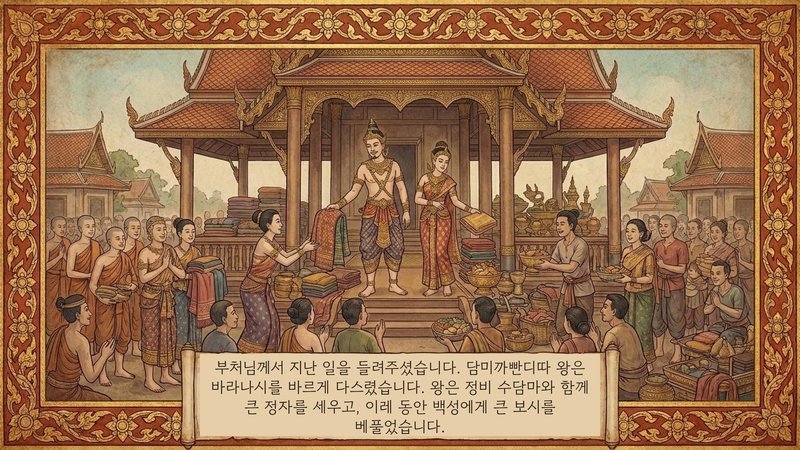 부처님께서 지난 일을 들려주셨습니다. 담미까빤디따 왕은
바라나시를 바르게 다스렸습니다. 왕은 정비 수담마와 함께
큰 정자를 세우고, 이레 동안 백성에게 큰 보시를
베풀었습니다.